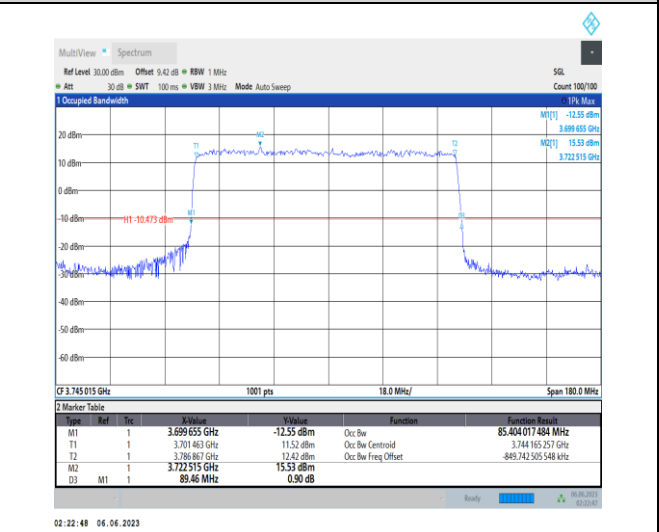 MultiView Spectrum
Ref Level 30.00 dBm Offset 9.42 dB RBW 1 MHz SGL
Att 30 dB SWT 100 ms VBW 3 MHz Mode Auto Sweep Count 100/100
1 Occupied Bandwidth 1Pk Max
M1[1] -12.55 dBm
3.699 655 GHz
M2[1] 15.53 dBm
3.722 515 GHz
20 dBm
M2
T1
T2
10 dBm
0 dBm
-10 dBm
H1 -10.473 dBm
M1
-20 dBm
-30 dBm
-40 dBm
-50 dBm
-60 dBm
CF 3.745 015 GHz 1001 pts 18.0 MHz/ Span 180.0 MHz
2 Marker Table
Type Ref Trc X-Value Y-Value Function Function Result
M1 1 3.699 655 GHz -12.55 dBm Occ Bw 85.404 017 484 MHz
T1 1 3.701 463 GHz 11.52 dBm Occ Bw Centroid 3.744 165 257 GHz
T2 1 3.786 867 GHz 12.42 dBm Occ Bw Freq Offset -849.742 505 548 kHz
M2 1 3.722 515 GHz 15.53 dBm
D3 M1 1 89.46 MHz 0.90 dB
Ready 06.06.2023
02:22:47
02:22:48 06.06.2023